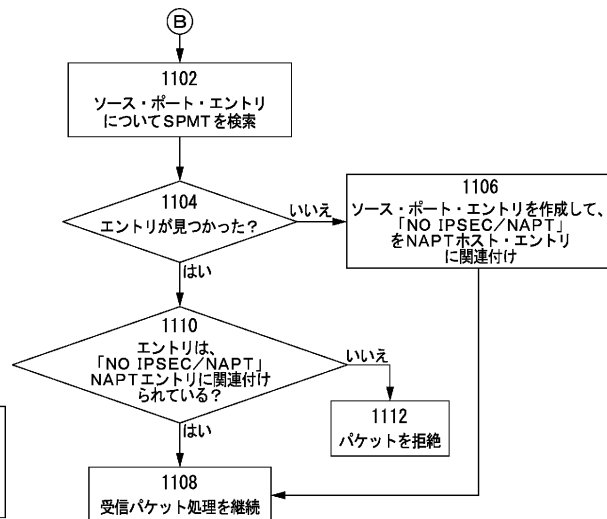 B
1102
ソース・ポート・エントリ
についてSPMTを検索
1104
エントリが見つかった?
いいえ
はい
1106
ソース・ポート・エントリを作成して、
「NO IPSEC/NAPT」
をNAPTホスト・エントリ
に関連付け
1110
エントリは、
「NO IPSEC/NAPT」
NAPTエントリに関連付け
られている?
いいえ
はい
1112
パケットを拒絶
1108
受信パケット処理を継続